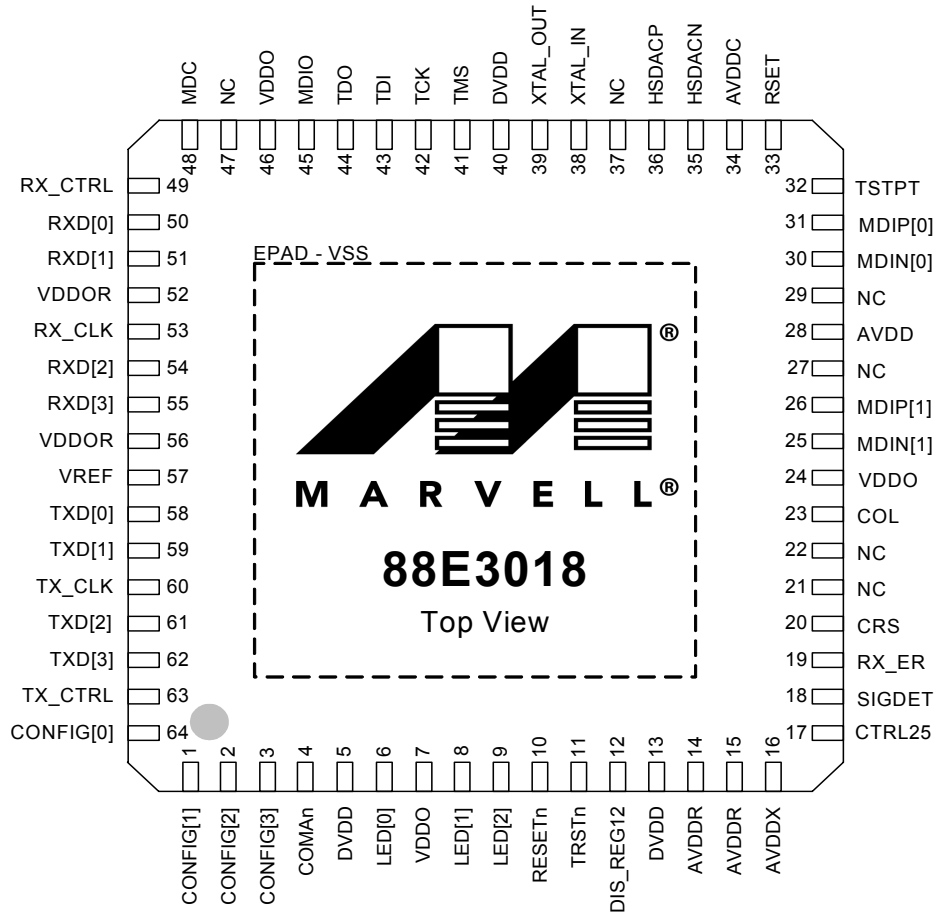 MDC
NC
VDDO
MDIO
TDO
TDI
TCK
TMS
DVDD
XTAL_OUT
XTAL_IN
NC
HSDACP
HSDACN
AVDDC
RSET
48 47 46 45 44 43 42 41 40 39 38 37 36 35 34 33
RX_CTRL 49
RXD[0] 50
RXD[1] 51
VDDOR 52
RX_CLK 53
RXD[2] 54
RXD[3] 55
VDDOR 56
VREF 57
TXD[0] 58
TXD[1] 59
TX_CLK 60
TXD[2] 61
TXD[3] 62
TX_CTRL 63
CONFIG[0] 64
EPAD - VSS
®
MARVELL®
88E3018
Top View
32 TSTPT
31 MDIP[0]
30 MDIN[0]
29 NC
28 AVDD
27 NC
26 MDIP[1]
25 MDIN[1]
24 VDDO
23 COL
22 NC
21 NC
20 CRS
19 RX_ER
18 SIGDET
17 CTRL25
1 2 3 4 5 6 7 8 9 10 11 12 13 14 15 16
CONFIG[1]
CONFIG[2]
CONFIG[3]
COMAn
DVDD
LED[0]
VDDO
LED[1]
LED[2]
RESETn
TRSTn
DIS_REG12
DVDD
AVDDR
AVDDR
AVDDX